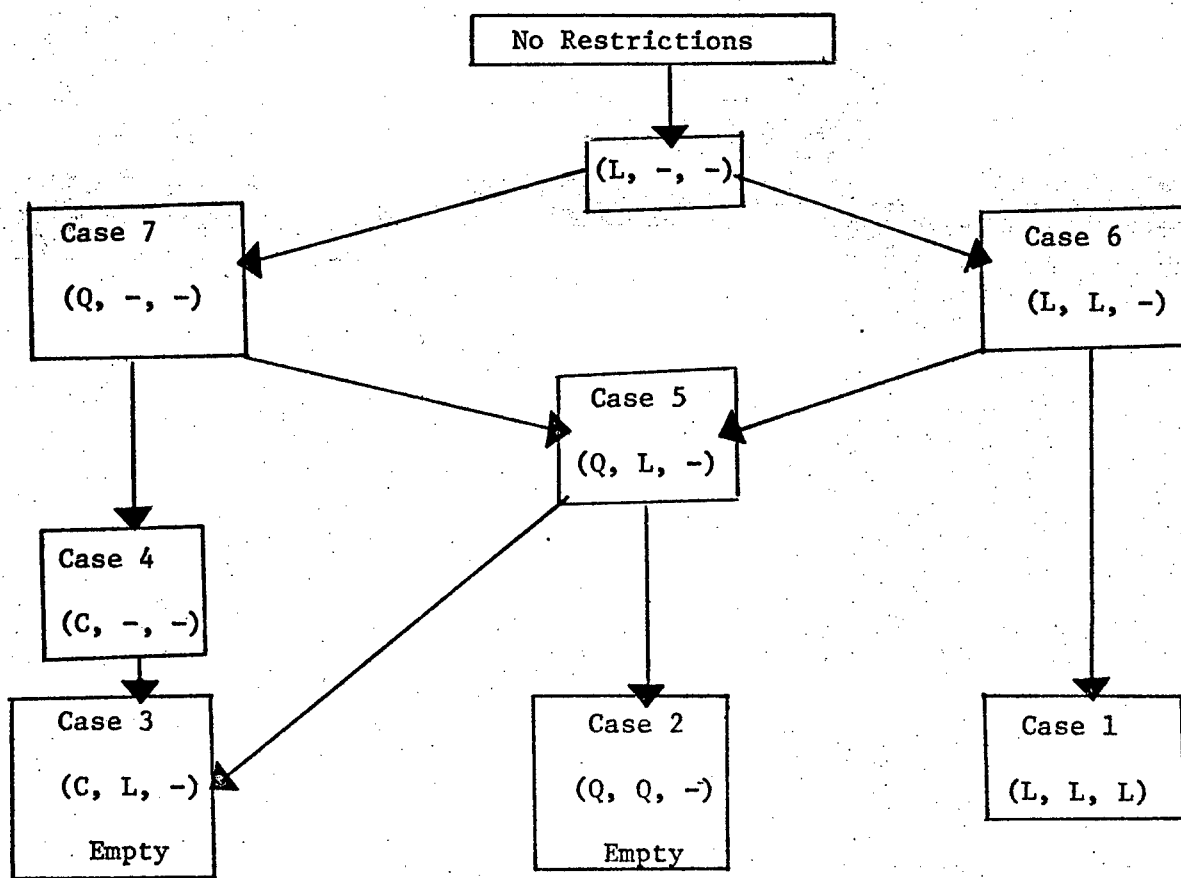 No Restrictions
(L, -, -)
Case 7
(Q, -, -)
Case 6
(L, L, -)
Case 5
(Q, L, -)
Case 4
(C, -, -)
Case 3
(C, L, -)
Empty
Case 2
(Q, Q, -)
Empty
Case 1
(L, L, L)